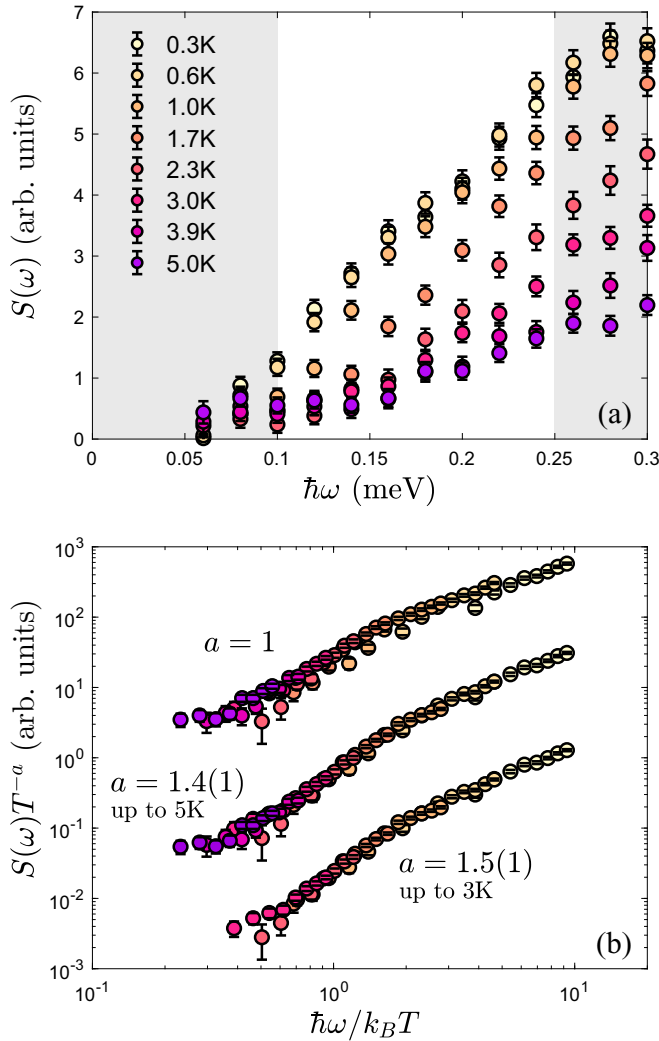 7
6
5
4
3
2
1
0
S(ω) (arb. units)
0.3K
0.6K
1.0K
1.7K
2.3K
3.0K
3.9K
5.0K
(a)
0 0.05 0.1 0.15 0.2 0.25 0.3
ħω (meV)
10³
10²
10¹
10⁰
10⁻¹
10⁻²
10⁻³
S(ω)T⁻ᵃ (arb. units)
a = 1
a = 1.4(1)
up to 5K
a = 1.5(1)
up to 3K
(b)
10⁻¹ 10⁰ 10¹
ħω/k_BT